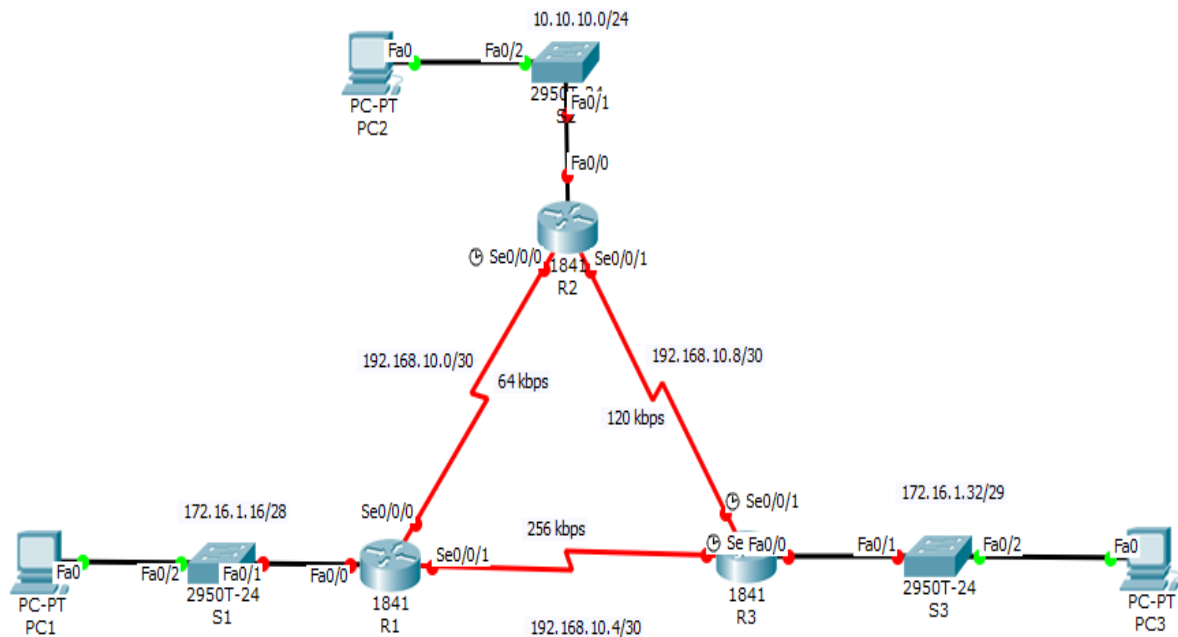 10.10.10.0/24
Fa0
Fa0/2
2950T-24
Fa0/1
PC-PT
PC2
Fa0/0
Se0/0/0
Se0/0/1
1841
R2
192.168.10.0/30
192.168.10.8/30
64 kbps
120 kbps
172.16.1.16/28
Se0/0/0
256 kbps
Se0/0/1
172.16.1.32/29
Se0/0/1
Se
Fa0/0
Fa0/1
Fa0/2
Fa0
Fa0
Fa0/2
Fa0/1
Fa0/0
PC-PT
PC1
2950T-24
S1
1841
R1
192.168.10.4/30
1841
R3
2950T-24
S3
PC-PT
PC3